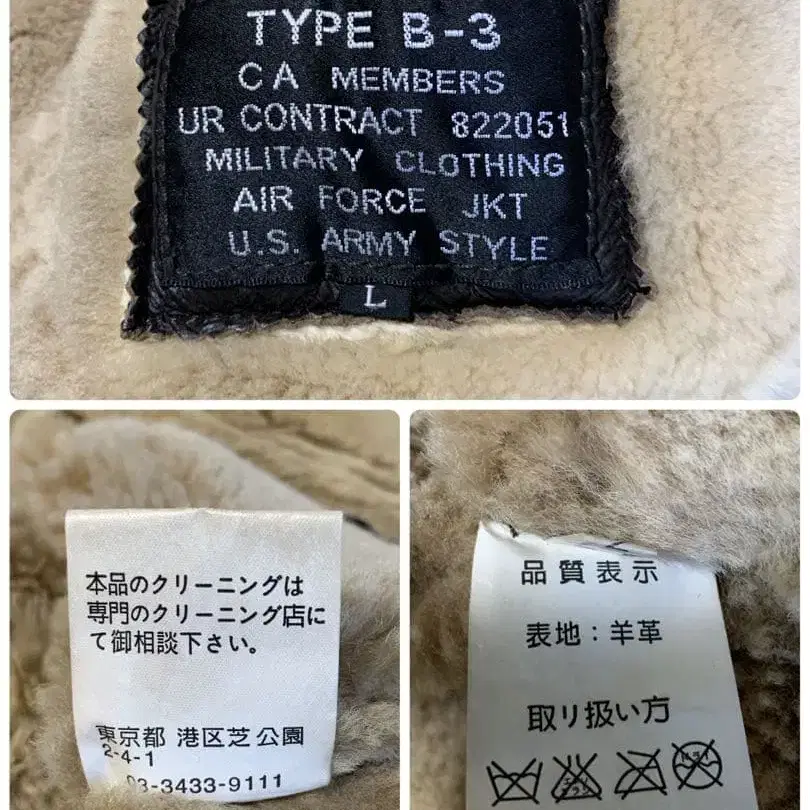 TYPE B-3
CA MEMBERS
UR CONTRACT 822051
MILITARY CLOTHING
AIR FORCE JKT
U.S. ARMY STYLE
L
本品のクリーニングは
専門のクリーニング店に
て御相談下さい。
東京都 港区芝公園
2-4-1
03-3433-9111
品質表示
表地:羊革
取り扱い方